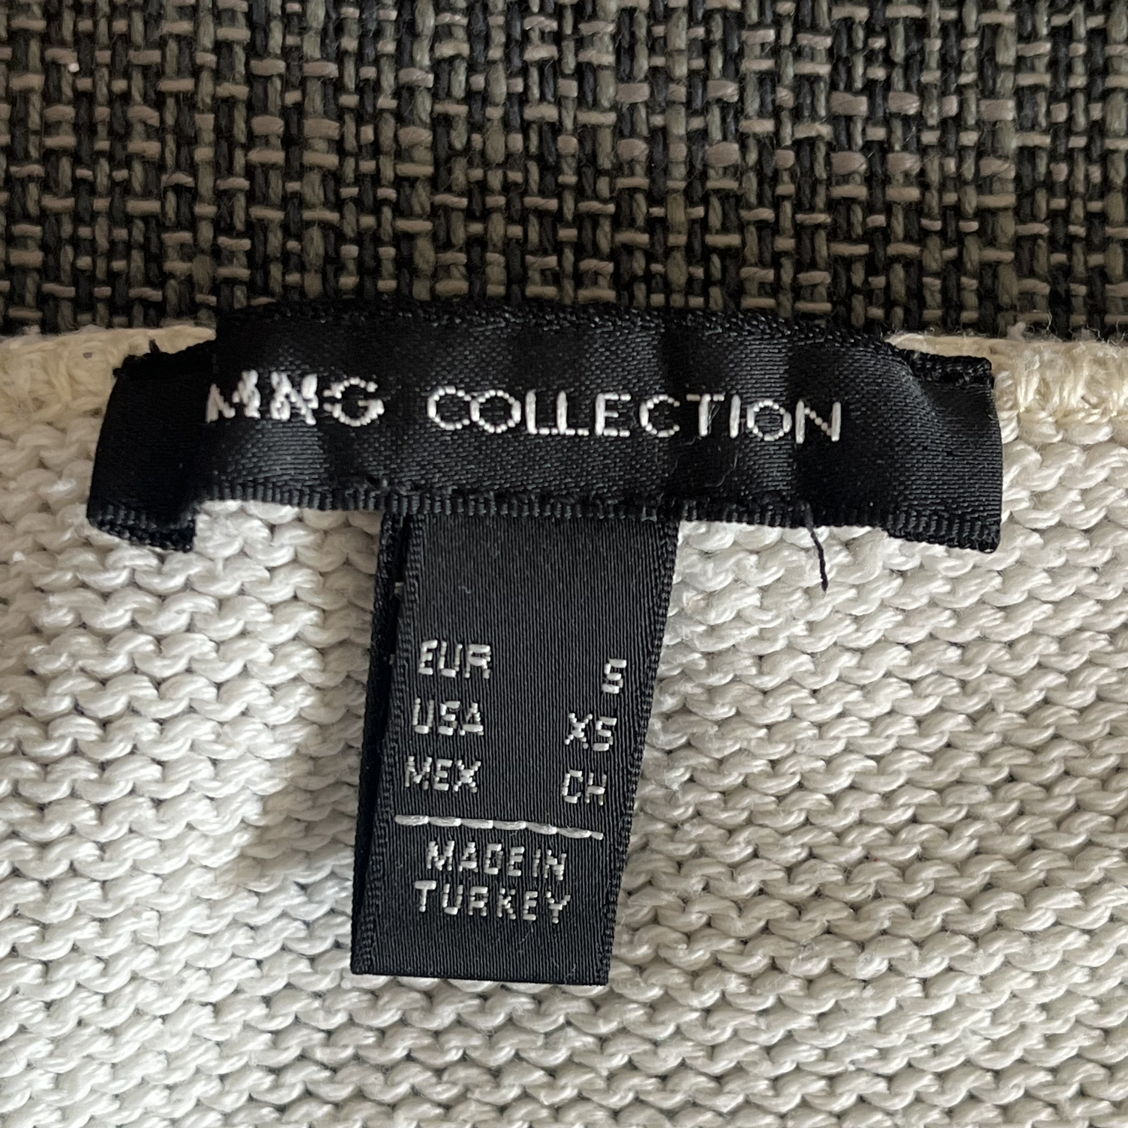 MNG COLLECTION
EUR S
USA XS
MEX CH
MADE IN
TURKEY